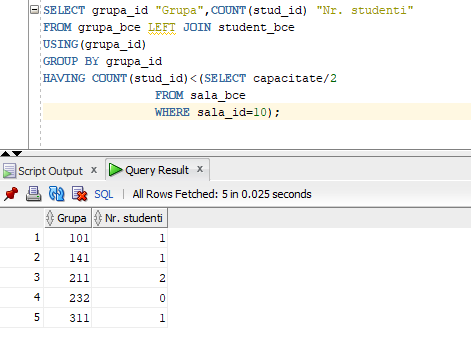 SELECT grupa_id "Grupa",COUNT(stud_id) "Nr. studenti"
FROM grupa_bce LEFT JOIN student_bce
USING(grupa_id)
GROUP BY grupa_id
HAVING COUNT(stud_id)<(SELECT capacitate/2
FROM sala_bce
WHERE sala_id=10);
Script Output x Query Result x
SQL All Rows Fetched: 5 in 0.025 seconds
Grupa Nr. studenti
1 101 1
2 141 1
3 211 2
4 232 0
5 311 1